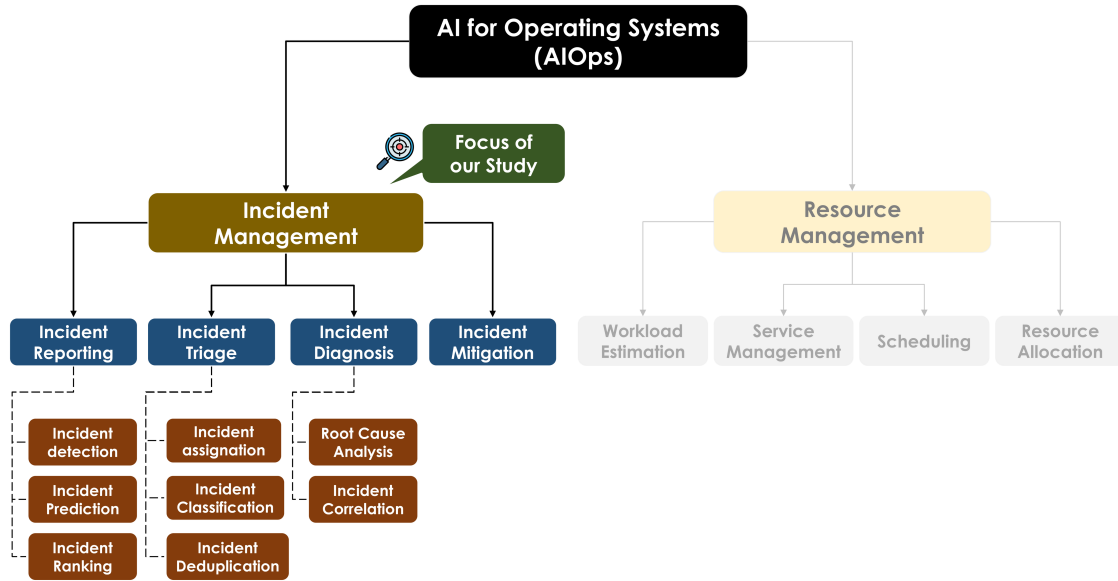 AI for Operating Systems
(AIOps)
Focus of
our Study
Incident
Management
Resource
Management
Incident
Reporting
Incident
Triage
Incident
Diagnosis
Incident
Mitigation
Workload
Estimation
Service
Management
Scheduling
Resource
Allocation
Incident
detection
Incident
Prediction
Incident
Ranking
Incident
assignation
Incident
Classification
Incident
Deduplication
Root Cause
Analysis
Incident
Correlation